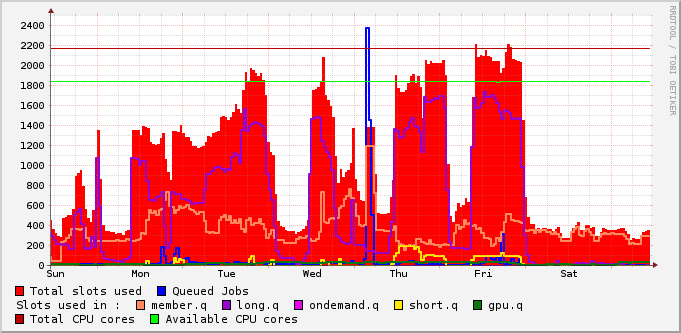 RRDTOOL / TOBI OETIKER
2400
2200
2000
1800
1600
1400
1200
1000
800
600
400
200
0
Sun Mon Tue Wed Thu Fri Sat
Total slots used Queued Jobs
Slots used in : member.q long.q ondemand.q short.q gpu.q
Total CPU cores Available CPU cores